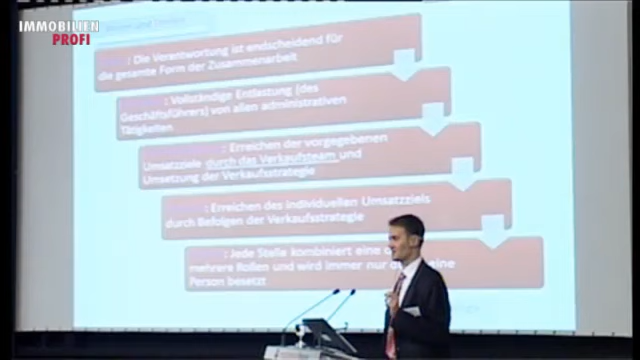 IMMOBILIEN
PROFI
: Die Verantwortung ist endscheidend für
die gesamte Form der Zusammenarbeit
: Vollständige Entlastung (des
Geschäftsführers) von allen administrativen
Tätigkeiten
: Erreichen der vorgegebenen
Umsatzziele durch das Verkaufsteam und
Umsetzung der Verkaufsstrategie
: Erreichen des individuellen Umsatzziels
durch Befolgen der Verkaufsstrategie
: Jede Stelle kombiniert eine
mehrere Rollen und wird immer nur
Person besetzt